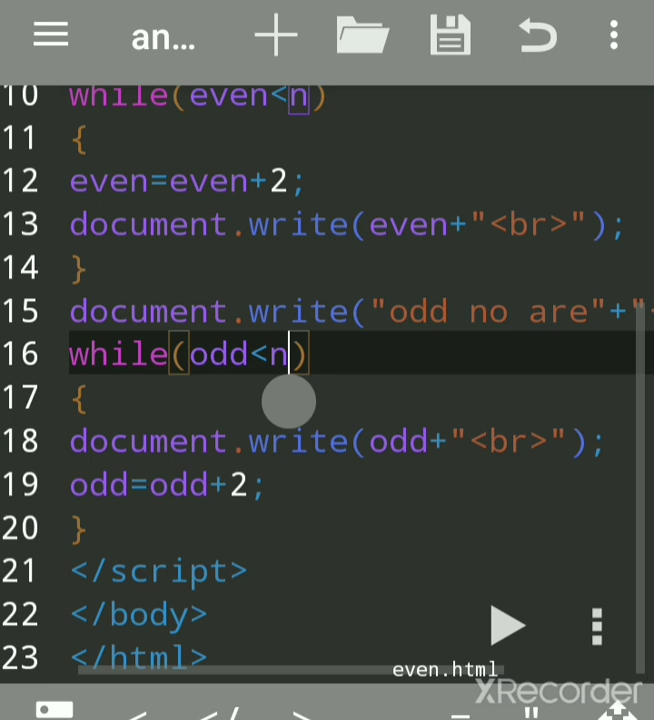 an...
10 while(even<n)
11 {
12 even=even+2;
13 document.write(even+"<br>");
14 }
15 document.write("odd no are"+"
16 while(odd<n)
17 {
18 document.write(odd+"<br>");
19 odd=odd+2;
20 }
21 </script>
22 </body>
23 </html>
even.html
XRecorder
< </ > = "